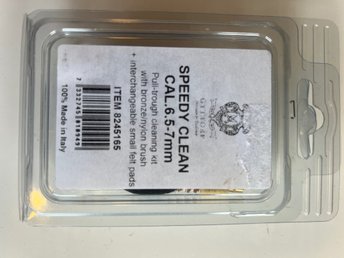 SPEEDY CLEAN
CAL.6.5-7mm
Pull-trough cleaning kit
with bronze/nylon brush
+ interchangeable small felt pads
ITEM 8245165
100% Made in Italy